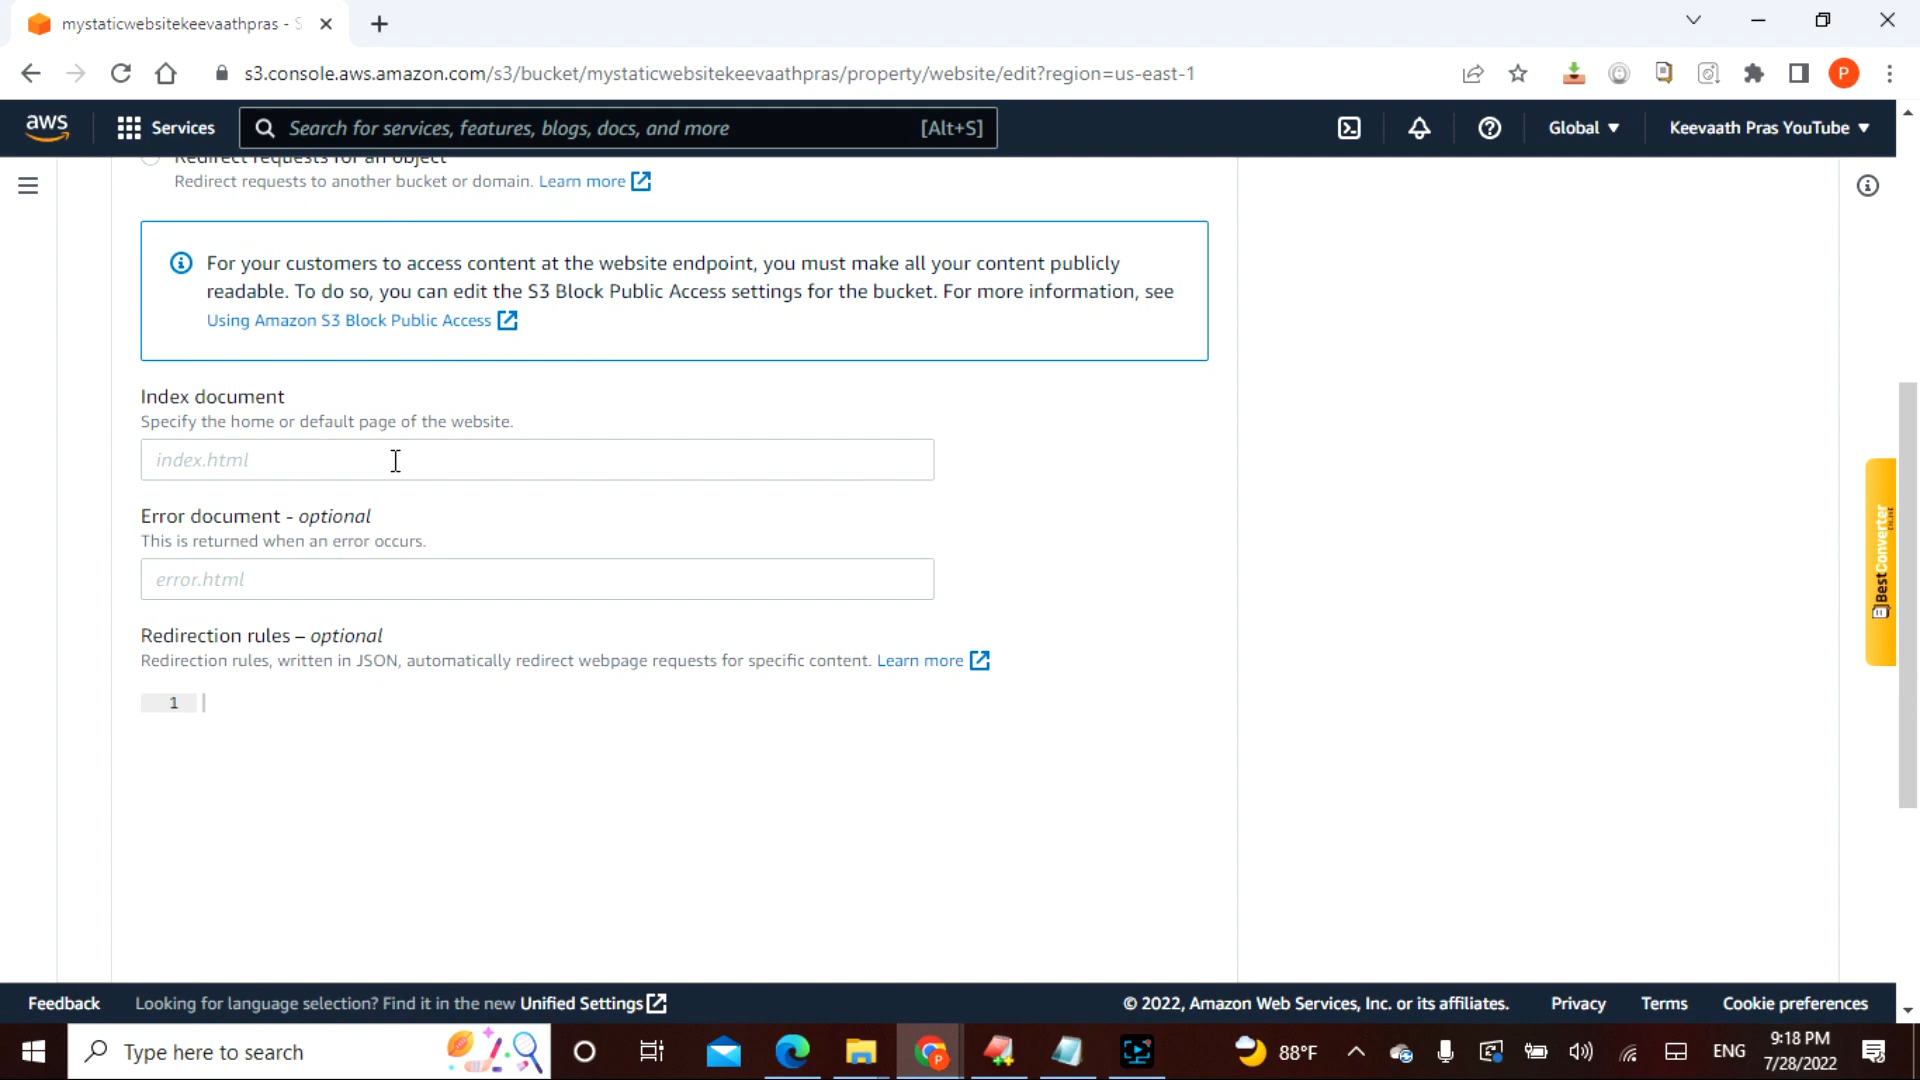 mystaticwebsitekeevaathpras - S
s3.console.aws.amazon.com/s3/bucket/mystaticwebsitekeevaathpras/property/website/edit?region=us-east-1
P
aws
Services
Search for services, features, blogs, docs, and more
[Alt+S]
Global
Keevaath Pras YouTube
Redirect requests for an object
Redirect requests to another bucket or domain. Learn more
For your customers to access content at the website endpoint, you must make all your content publicly
readable. To do so, you can edit the S3 Block Public Access settings for the bucket. For more information, see
Using Amazon S3 Block Public Access
Index document
Specify the home or default page of the website.
index.html
Error document - optional
This is returned when an error occurs.
error.html
Redirection rules – optional
Redirection rules, written in JSON, automatically redirect webpage requests for specific content. Learn more
1
BestConverter
Feedback
Looking for language selection? Find it in the new Unified Settings
© 2022, Amazon Web Services, Inc. or its affiliates.
Privacy
Terms
Cookie preferences
Type here to search
88°F
ENG
9:18 PM
7/28/2022